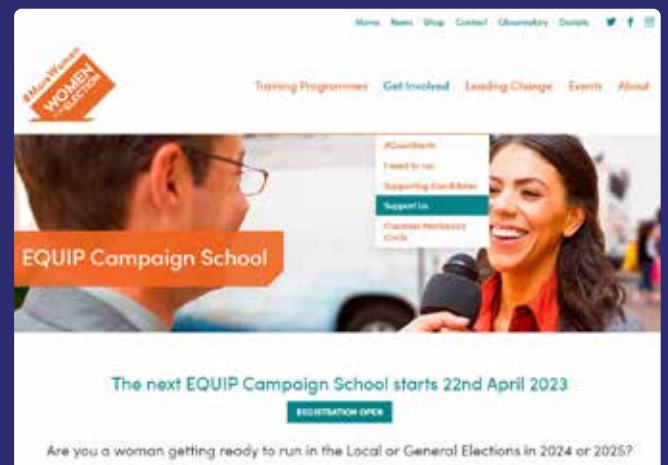 Home News Shop Contact Observatory Donate
#MoreWomen
WOMEN
FOR
ELECTION
Training Programmes Get Involved Leading Change Events About
I want to run
Supporting Candidates
Support Us
Circle
EQUIP Campaign School
The next EQUIP Campaign School starts 22nd April 2023
REGISTRATION OPEN
Are you a woman getting ready to run in the Local or General Elections in 2024 or 2025?